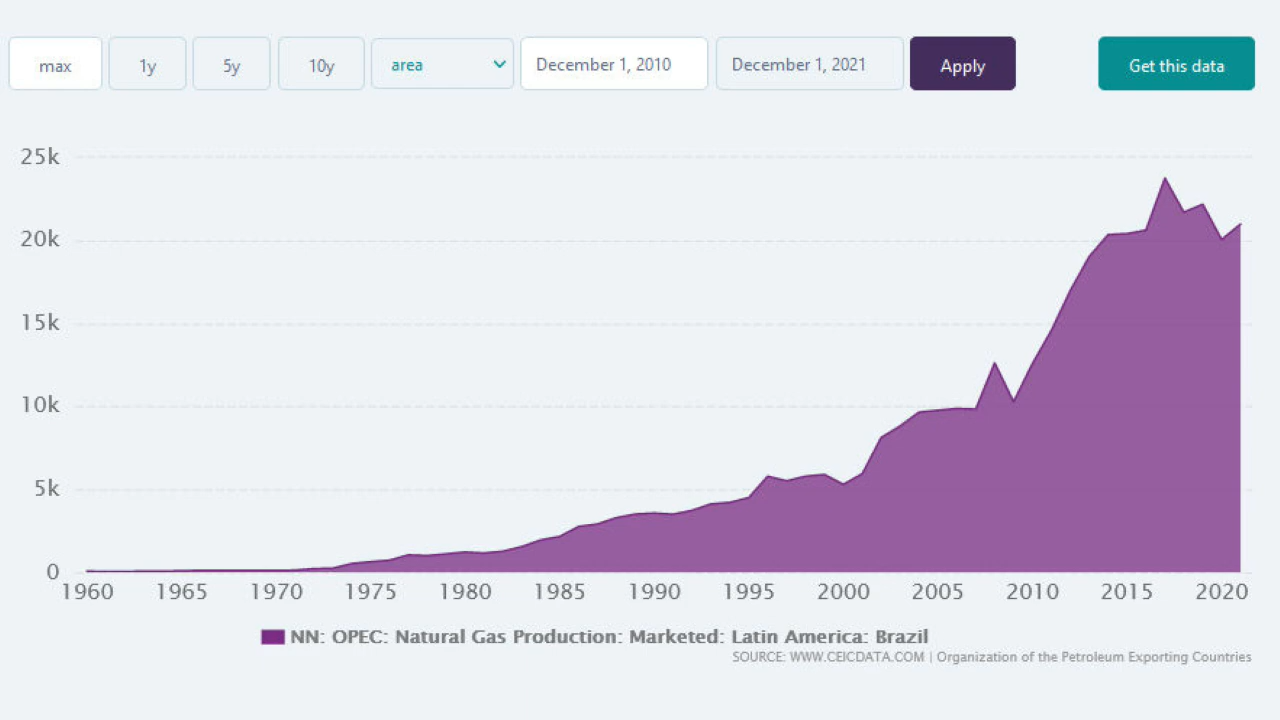 max 1y 5y 10y area December 1, 2010 December 1, 2021 Apply Get this data
25k
20k
15k
10k
5k
0
1960 1965 1970 1975 1980 1985 1990 1995 2000 2005 2010 2015 2020
NN: OPEC: Natural Gas Production: Marketed: Latin America: Brazil
SOURCE: WWW.CEICDATA.COM | Organization of the Petroleum Exporting Countries